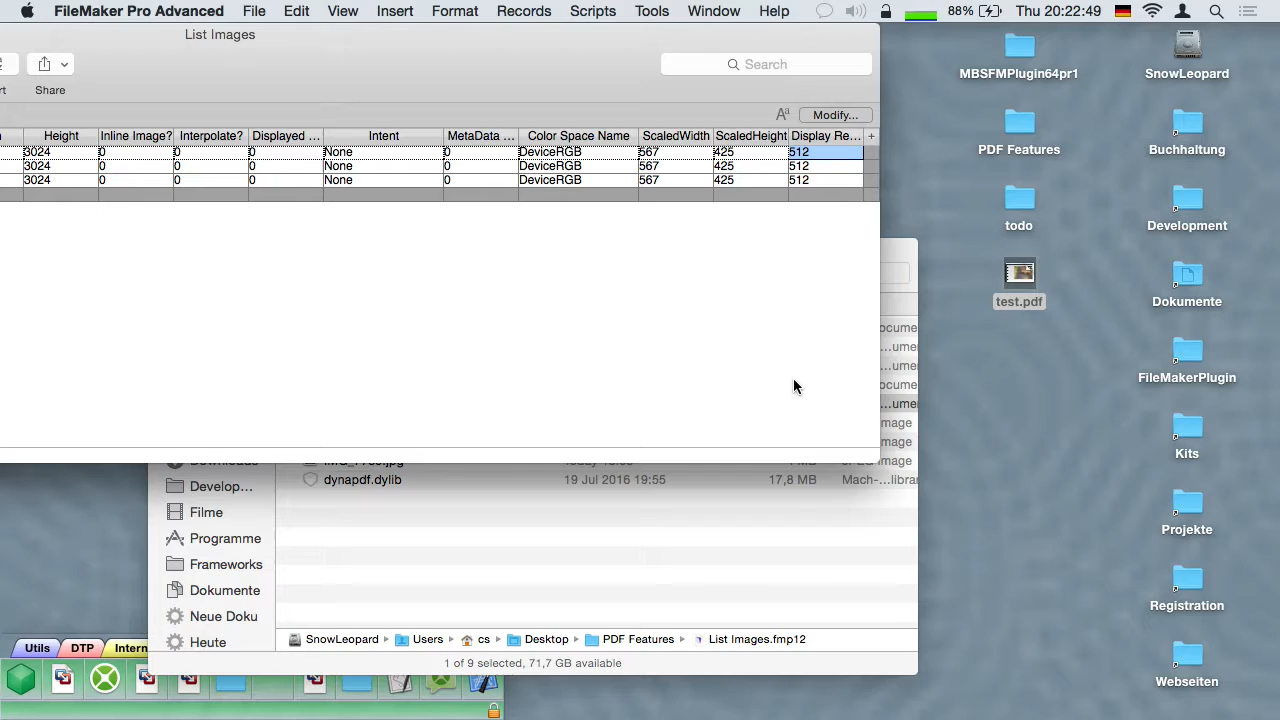 FileMaker Pro Advanced File Edit View Insert Format Records Scripts Tools Window Help 88% Thu 20:22:49
List Images
Search
Share
Modify...
Height Inline Image? Interpolate? Displayed ... Intent MetaData ... Color Space Name ScaledWidth ScaledHeight Display Re... +
3024 0 0 0 None 0 DeviceRGB 567 425 512
3024 0 0 0 None 0 DeviceRGB 567 425 512
3024 0 0 0 None 0 DeviceRGB 567 425 512
MBSFMPlugin64pr1
SnowLeopard
PDF Features
Buchhaltung
todo
Development
test.pdf
Dokumente
FileMakerPlugin
Kits
Projekte
Registration
Webseiten
dynapdf.dylib 19 Jul 2016 19:55 17,8 MB Mach-...librar
Develop...
Filme
Programme
Frameworks
Dokumente
Neue Doku
Heute
SnowLeopard Users cs Desktop PDF Features List Images.fmp12
1 of 9 selected, 71,7 GB available
Utils DTP Intern